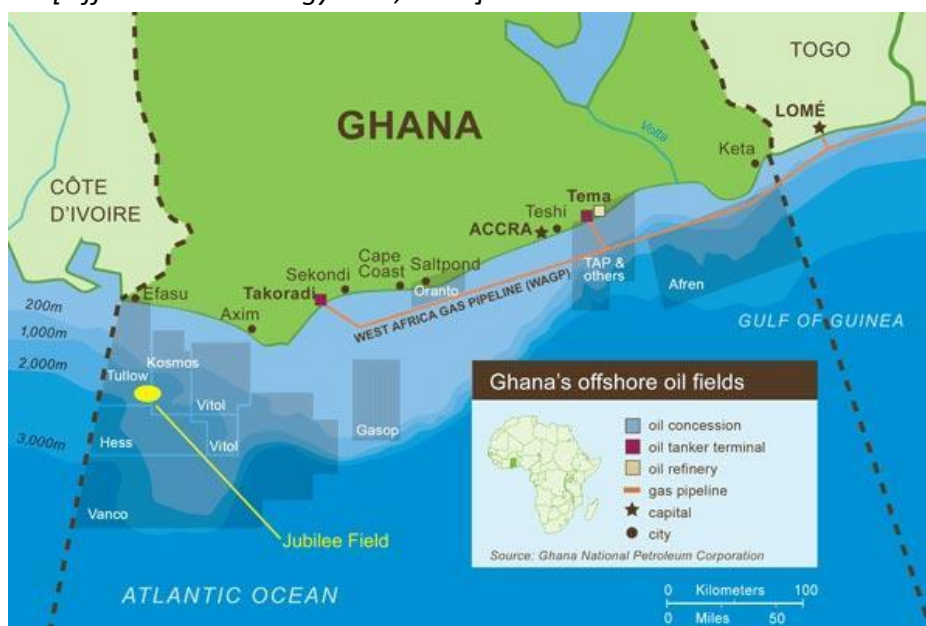 TOGO
LOMÉ
GHANA
Volta
Keta
CÔTE
D'IVOIRE
Tema
Teshi
ACCRA
Cape
Coast
Saltpond
Sekondi
Takoradi
Oranto
TAP &
others
Afren
Efasu
Axim
WEST AFRICA GAS PIPELINE (WAGP)
GULF OF GUINEA
200m
1,000m
2,000m
3,000m
Kosmos
Tullow
Vitol
Hess
Vitol
Gasop
Vanco
Jubilee Field
ATLANTIC OCEAN
Ghana's offshore oil fields
oil concession
oil tanker terminal
oil refinery
gas pipeline
capital
city
Source: Ghana National Petroleum Corporation
0 Kilometers 100
0 Miles 50